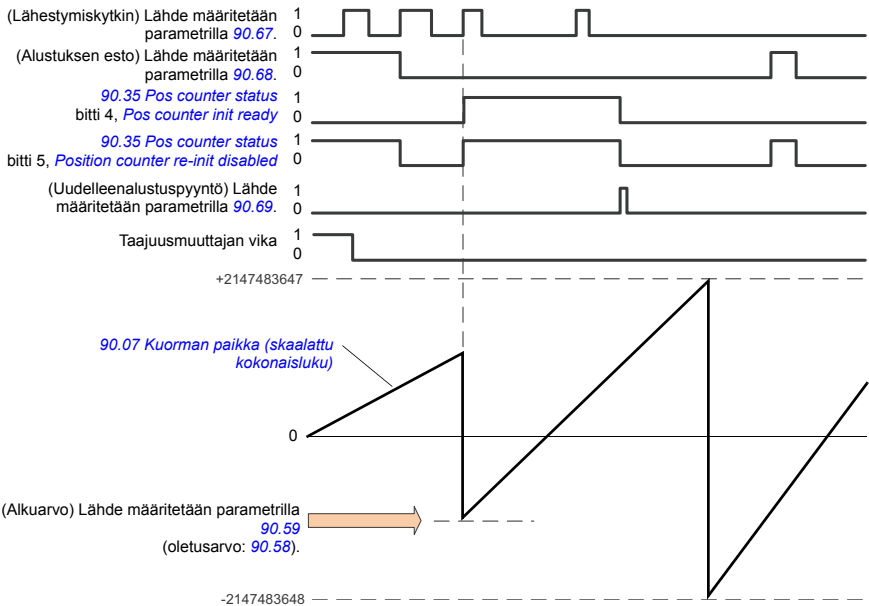 (Lähestymiskytkin) Lähde määritetään
parametrilla 90.67.
1
0
(Alustuksen esto) Lähde määritetään
parametrilla 90.68.
1
0
90.35 Pos counter status
bitti 4, Pos counter init ready
1
0
90.35 Pos counter status
bitti 5, Position counter re-init disabled
1
0
(Uudelleenalustuspyyntö) Lähde
määritetään parametrilla 90.69.
1
0
Taajuusmuuttajan vika
1
0
+2147483647
90.07 Kuorman paikka (skaalattu
kokonaisluku)
0
(Alkuarvo) Lähde määritetään parametrilla
90.59
(oletusarvo: 90.58).
-2147483648